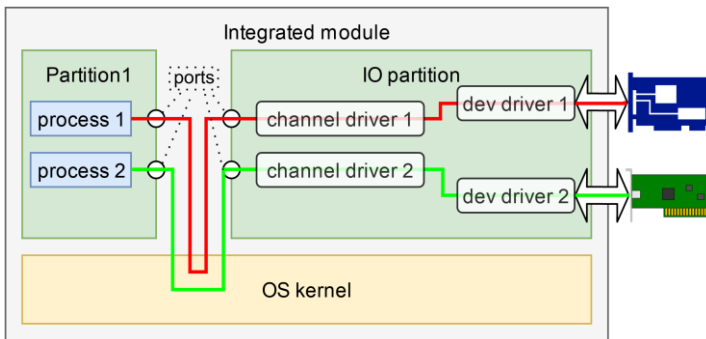 Integrated module
Partition1
ports
IO partition
process 1
channel driver 1
dev driver 1
process 2
channel driver 2
dev driver 2
OS kernel